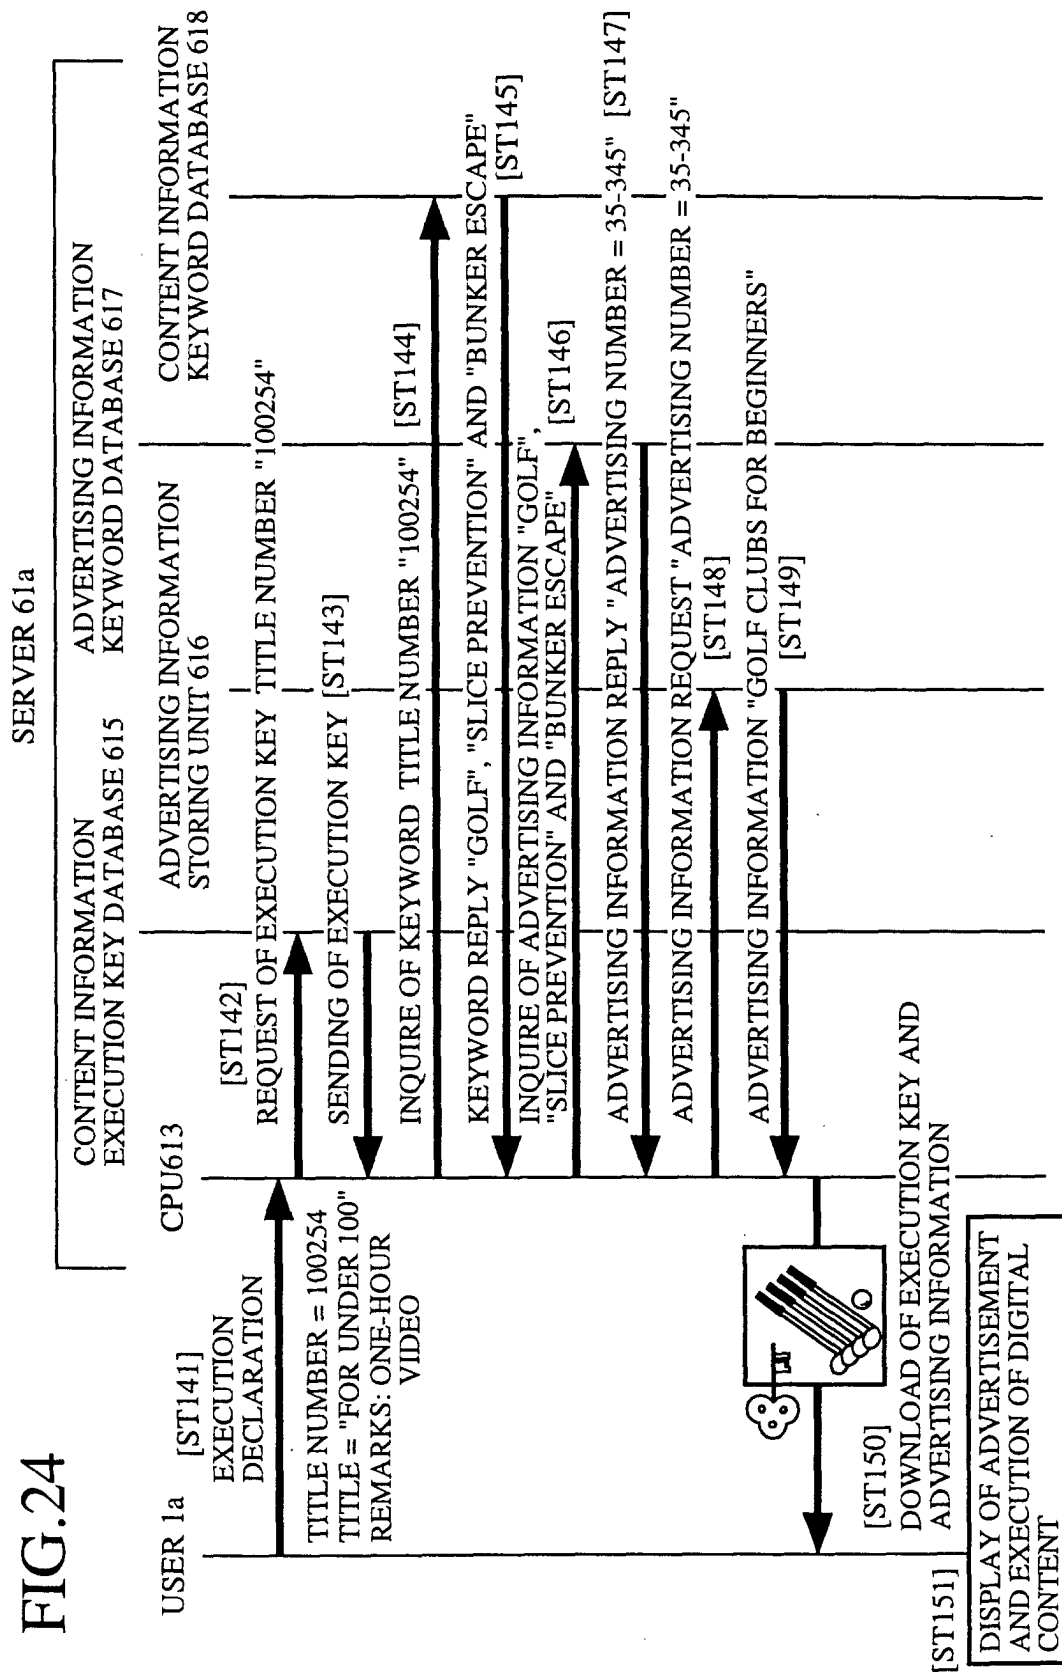 FIG.24
SERVER 61a
USER 1a
CPU613
CONTENT INFORMATION
EXECUTION KEY DATABASE 615
ADVERTISING INFORMATION
STORING UNIT 616
ADVERTISING INFORMATION
KEYWORD DATABASE 617
CONTENT INFORMATION
KEYWORD DATABASE 618
[ST141]
EXECUTION
DECLARATION
TITLE NUMBER = 100254
TITLE = "FOR UNDER 100"
REMARKS: ONE-HOUR
VIDEO
[ST142]
REQUEST OF EXECUTION KEY TITLE NUMBER "100254"
SENDING OF EXECUTION KEY [ST143]
INQUIRE OF KEYWORD TITLE NUMBER "100254" [ST144]
KEYWORD REPLY "GOLF", "SLICE PREVENTION" AND "BUNKER ESCAPE"
[ST145]
INQUIRE OF ADVERTISING INFORMATION "GOLF",
"SLICE PREVENTION" AND "BUNKER ESCAPE"
[ST146]
ADVERTISING INFORMATION REPLY "ADVERTISING NUMBER = 35-345" [ST147]
ADVERTISING INFORMATION REQUEST "ADVERTISING NUMBER = 35-345"
[ST148]
ADVERTISING INFORMATION "GOLF CLUBS FOR BEGINNERS"
[ST149]
[ST150]
DOWNLOAD OF EXECUTION KEY AND
ADVERTISING INFORMATION
[ST151]
DISPLAY OF ADVERTISEMENT
AND EXECUTION OF DIGITAL
CONTENT